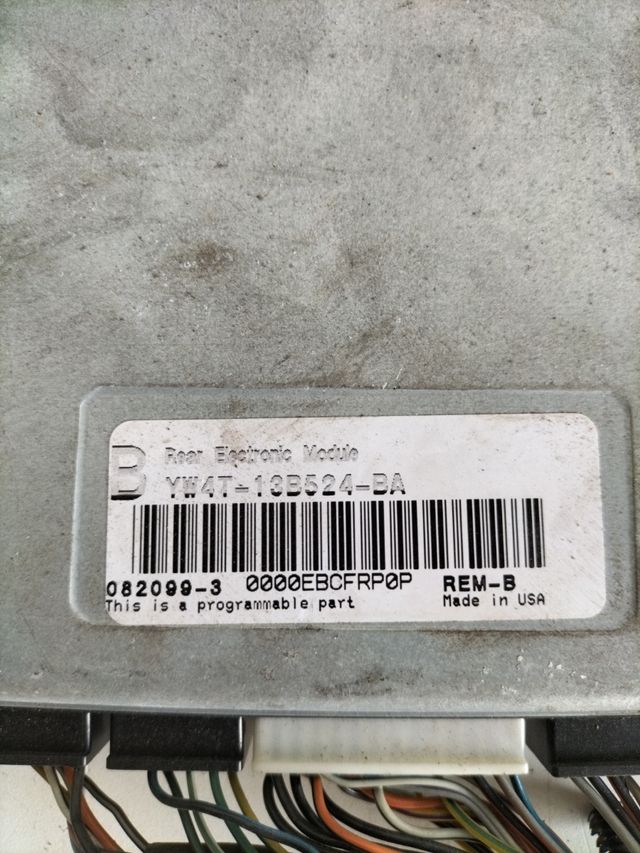 B Rear Electronic Module
YW4T-13B524-BA
082099-3 0000EBCFRP0P REM-B
This is a programmable part Made in USA